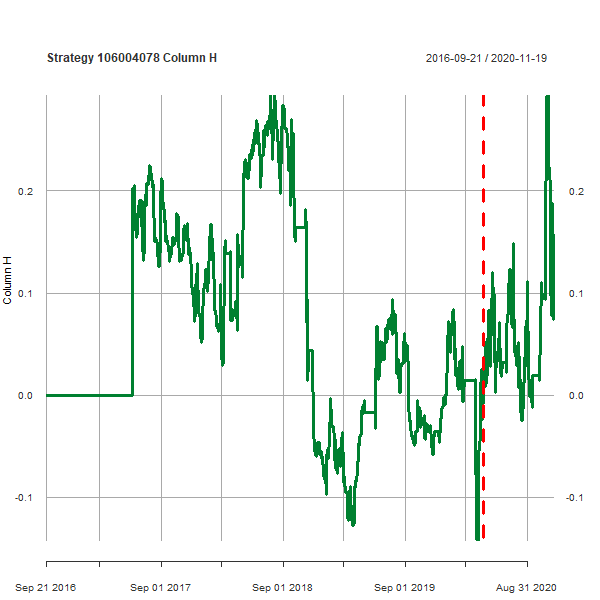 Strategy 106004078 Column H
2016-09-21 / 2020-11-19
Column H
0.2
0.2
0.1
0.1
0.0
0.0
-0.1
-0.1
Sep 21 2016
Sep 01 2017
Sep 01 2018
Sep 01 2019
Aug 31 2020